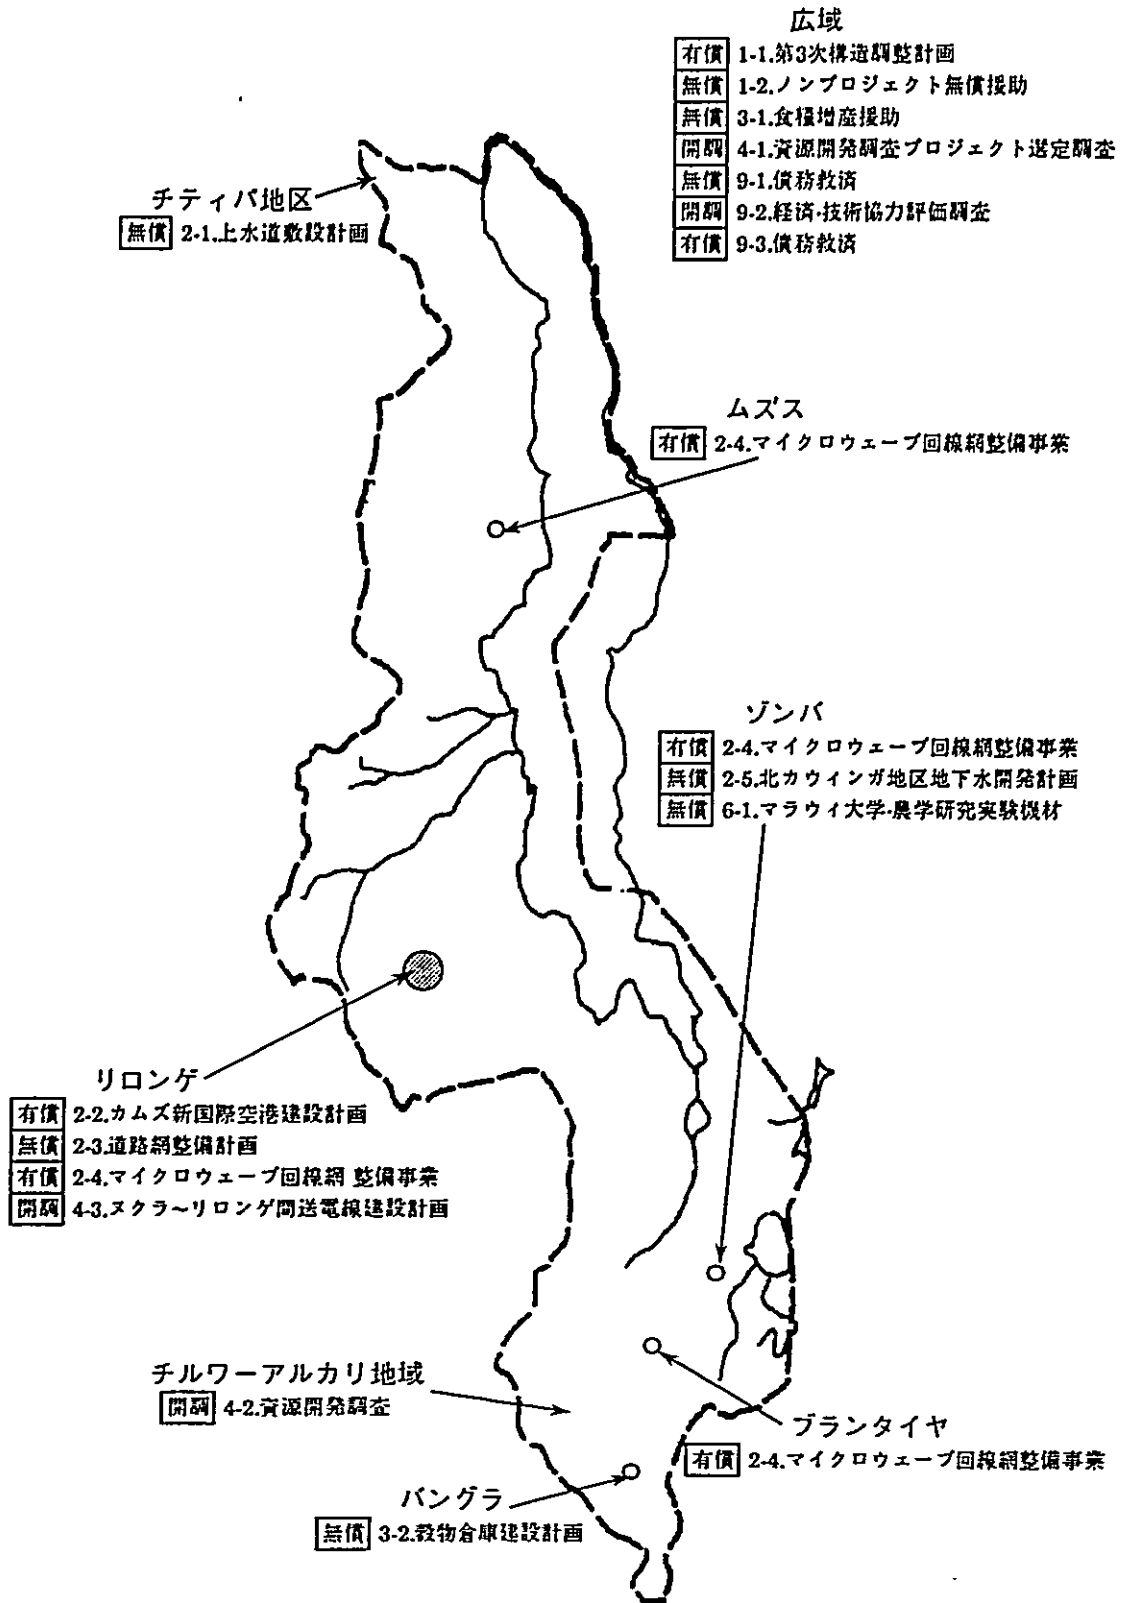 広域
有償 1-1.第3次構造調整計画
無償 1-2.ノンプロジェクト無償援助
無償 3-1.食糧増産援助
開調 4-1.資源開発調査プロジェクト選定調査
無償 9-1.債務救済
開調 9-2.経済・技術協力評価調査
有償 9-3.債務救済
チティパ地区
無償 2-1.上水道敷設計画
ムズズ
有償 2-4.マイクロウェーブ回線網整備事業
ゾンバ
有償 2-4.マイクロウェーブ回線網整備事業
無償 2-5.北カウィンガ地区地下水開発計画
無償 6-1.マラウィ大学・農学研究実験機材
リロンゲ
有償 2-2.カムズ新国際空港建設計画
無償 2-3.道路網整備計画
有償 2-4.マイクロウェーブ回線網 整備事業
開調 4-3.ヌクラ～リロンゲ間送電線建設計画
チルワーアルカリ地域
開調 4-2.資源開発調査
ブランタイヤ
有償 2-4.マイクロウェーブ回線網整備事業
バングラ
無償 3-2.穀物倉庫建設計画